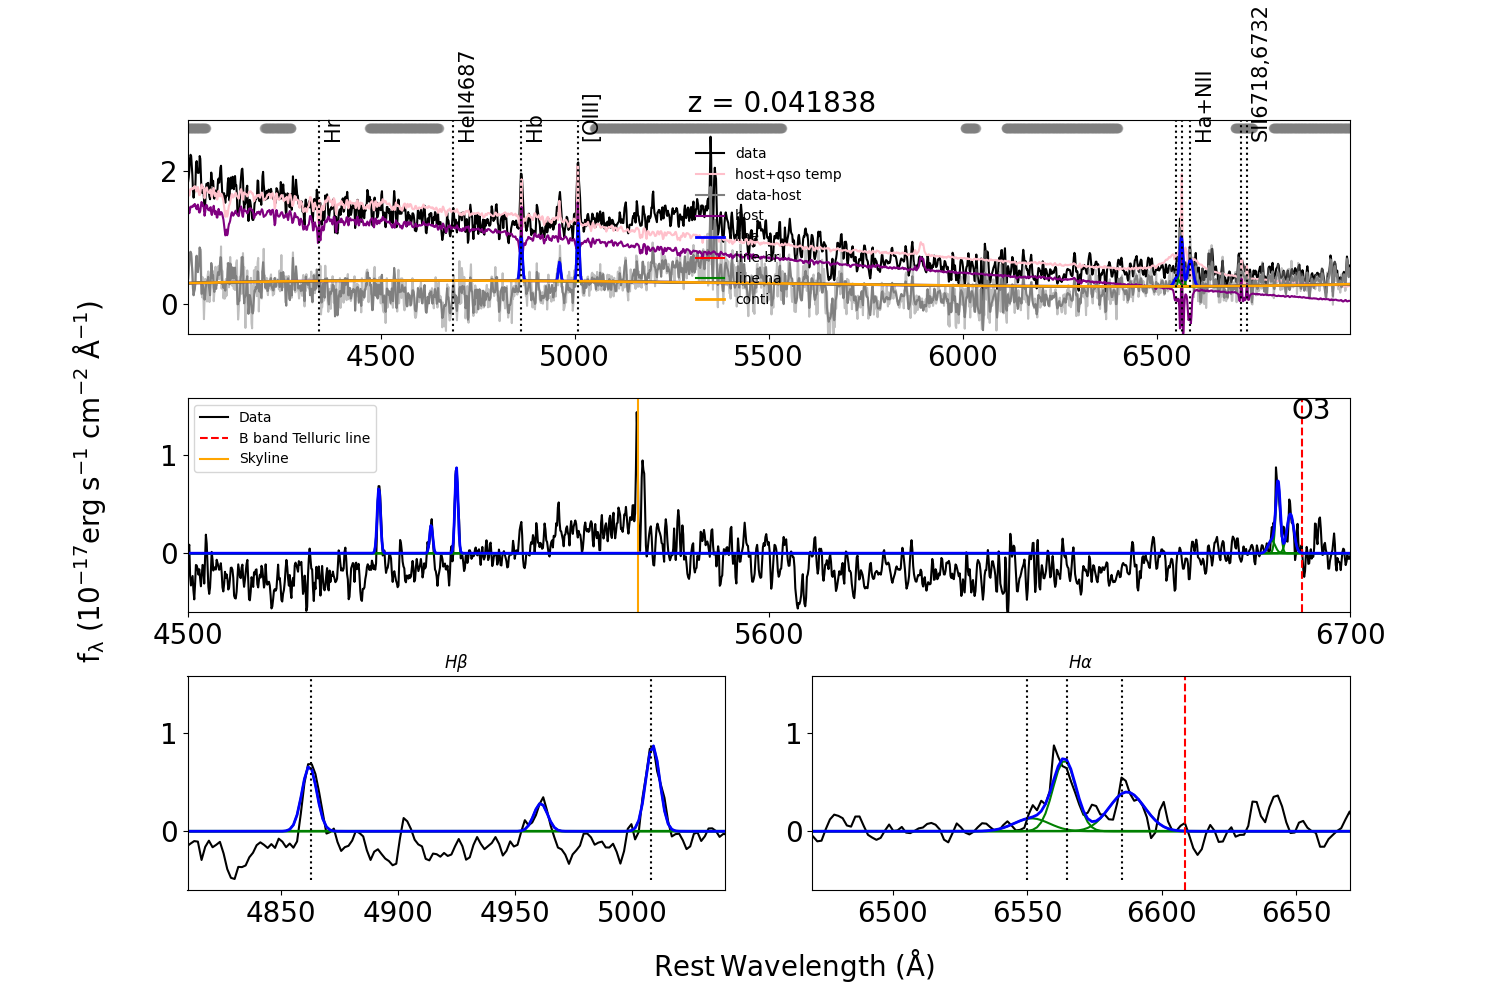 z = 0.041838
Hr
HeII4687
Hb
[OIII]
Ha+NII
SII6718,6732
data
host+qso temp
data-host
host
line br
line na
conti
2
0
4500
5000
5500
6000
6500
f_λ (10⁻¹⁷erg s⁻¹ cm⁻² Å⁻¹)
Data
B band Telluric line
Skyline
O3
1
0
4500
5600
6700
Hβ
1
0
4850
4900
4950
5000
Hα
1
0
6500
6550
6600
6650
Rest Wavelength (Å)